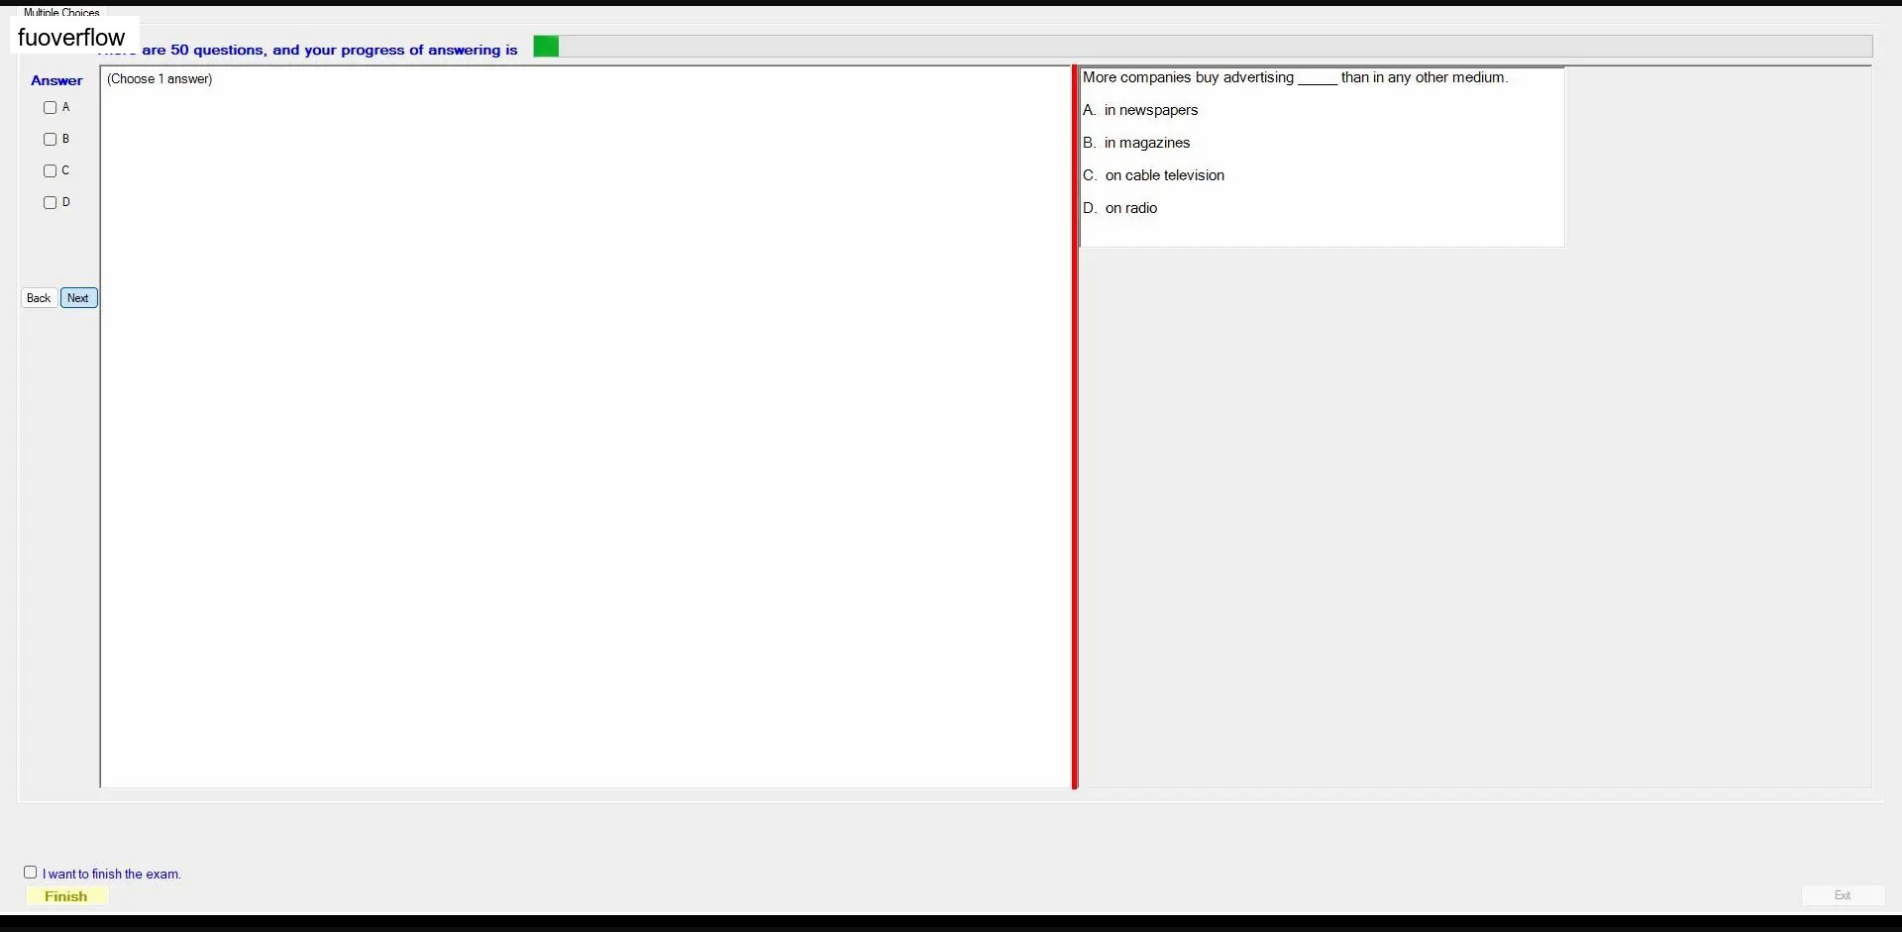 Multiple Choices
fuoverflow
are 50 questions, and your progress of answering is
Answer
(Choose 1 answer)
A
B
C
D
Back Next
More companies buy advertising _____ than in any other medium.
A. in newspapers
B. in magazines
C. on cable television
D. on radio
I want to finish the exam.
Finish
Exit